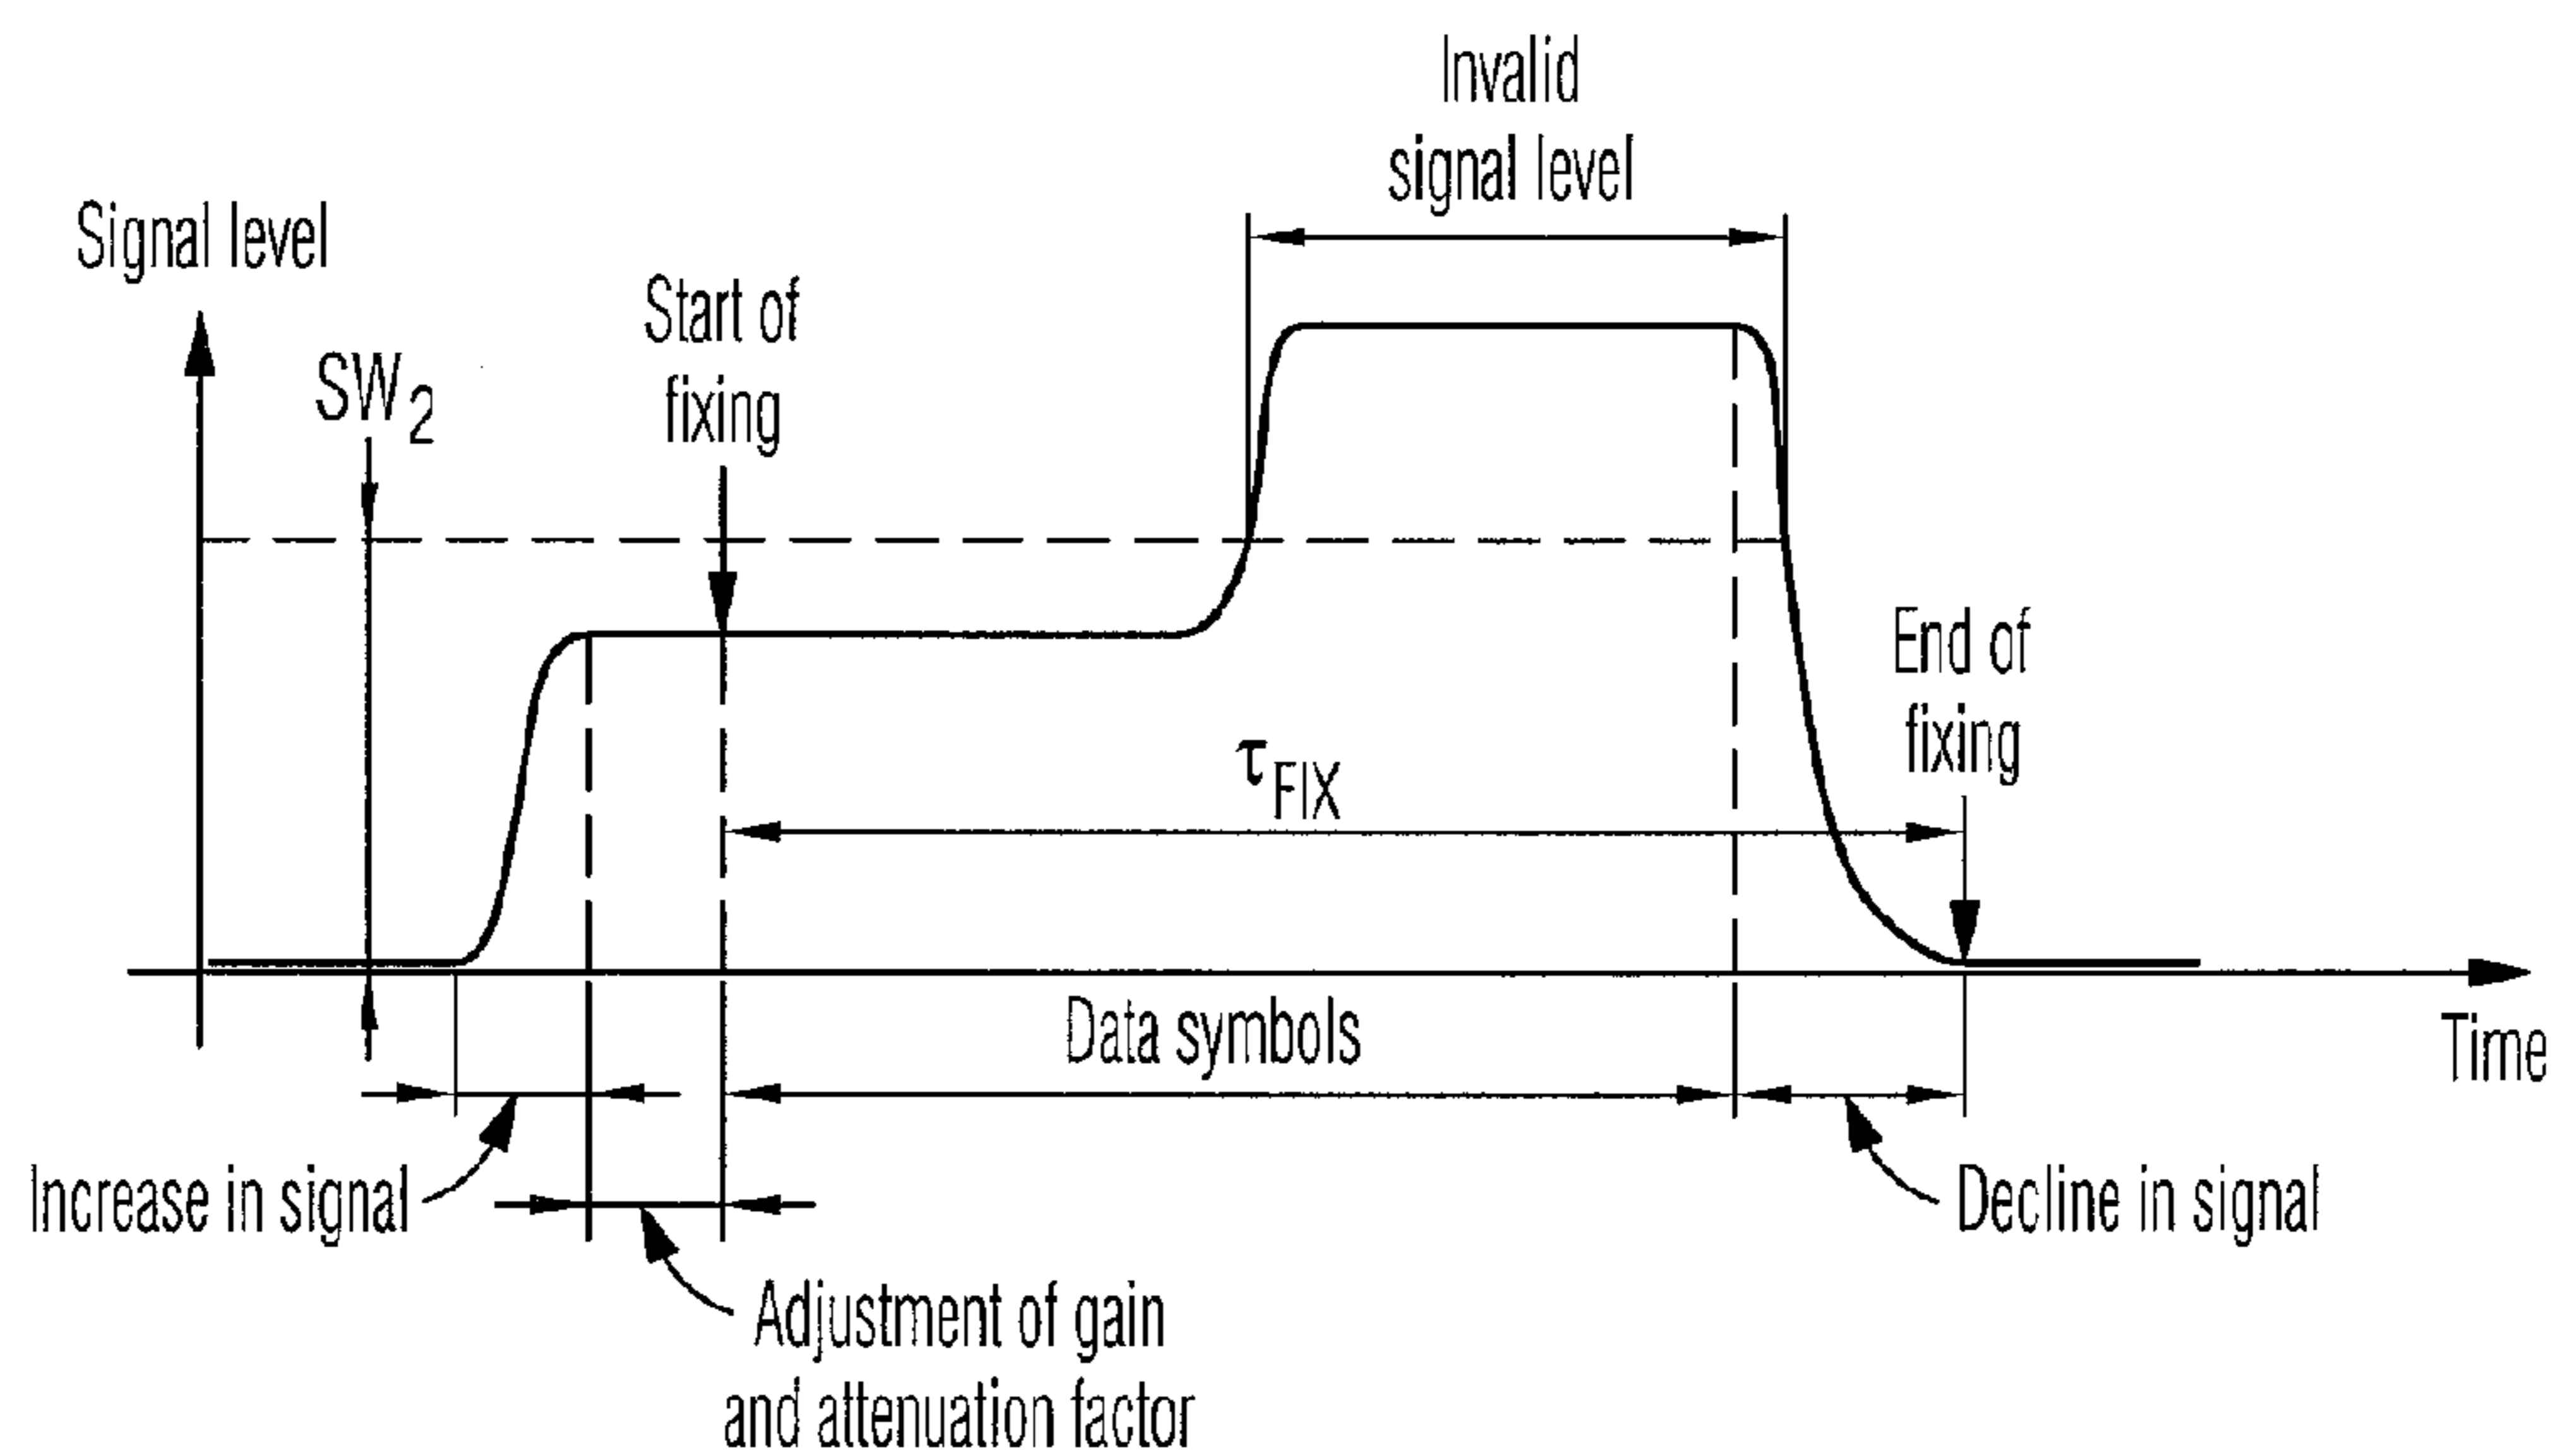 Invalid
signal level
Signal level
Start of
fixing
SW2
End of
fixing
τFIX
Data symbols
Time
Increase in signal
Decline in signal
Adjustment of gain
and attenuation factor